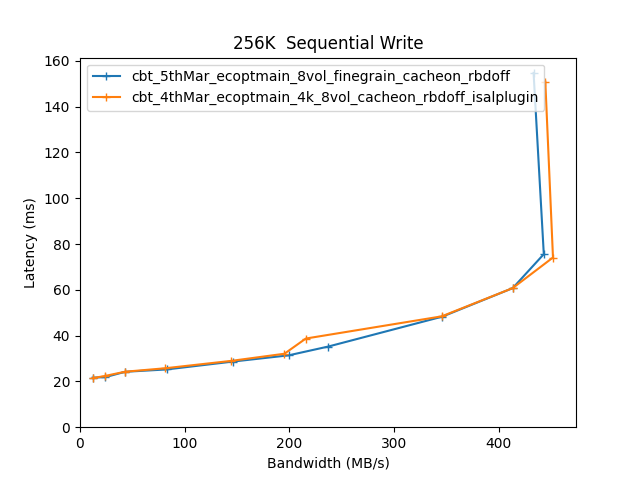 256K  Sequential Write
cbt_5thMar_ecoptmain_8vol_finegrain_cacheon_rbdoff
cbt_4thMar_ecoptmain_4k_8vol_cacheon_rbdoff_isalplugin
160
140
120
100
80
60
40
20
0
Latency (ms)
0 100 200 300 400
Bandwidth (MB/s)